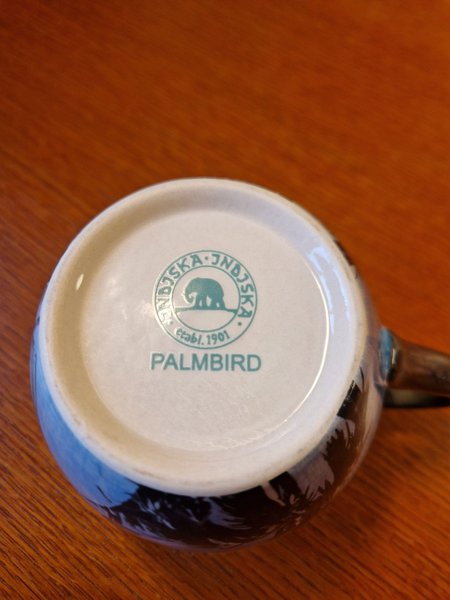 INDISKA · INDISKA ·
etabl. 1901
PALMBIRD